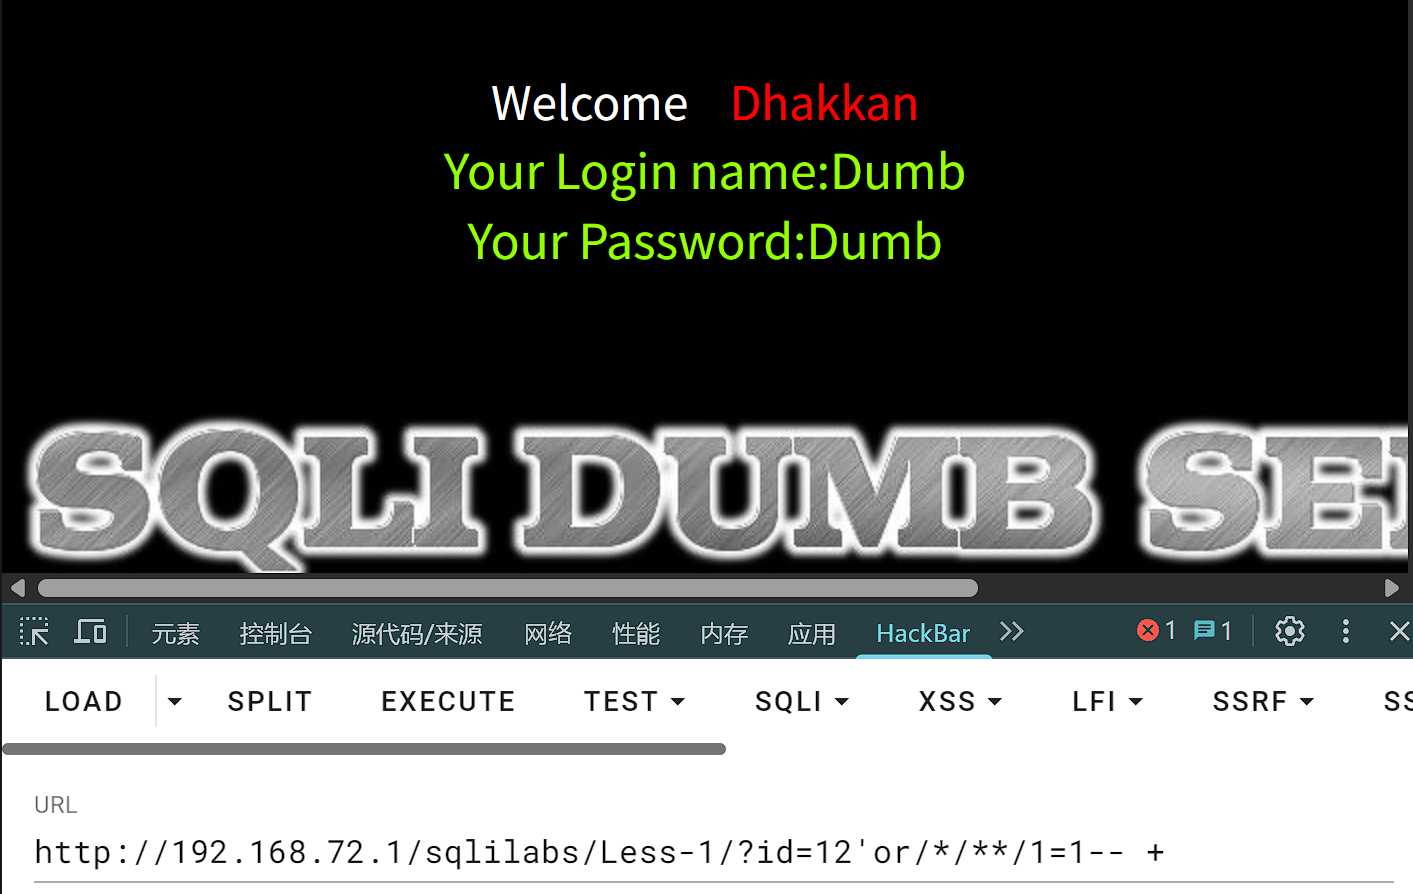 Welcome Dhakkan
Your Login name:Dumb
Your Password:Dumb
SQLI DUMB SE
元素 控制台 源代码/来源 网络 性能 内存 应用 HackBar 1 1
LOAD SPLIT EXECUTE TEST SQLI XSS LFI SSRF SS
URL
http://192.168.72.1/sqlilabs/Less-1/?id=12'or/*/**/1=1-- +